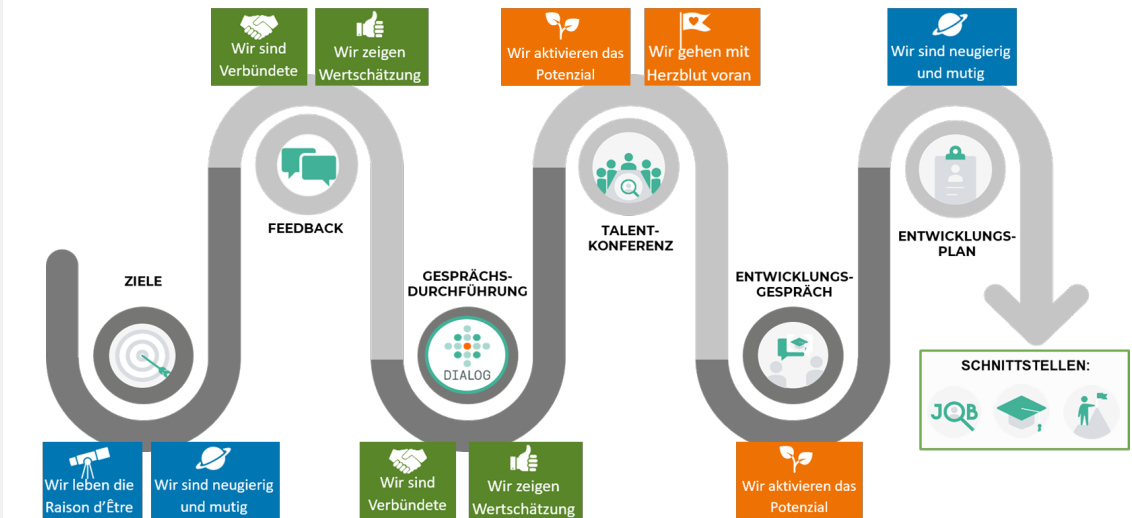 Wir sind
Verbündete
Wir zeigen
Wertschätzung
Wir aktivieren das
Potenzial
Wir gehen mit
Herzblut voran
Wir sind neugierig
und mutig
FEEDBACK
TALENT-
KONFERENZ
ENTWICKLUNGS-
PLAN
ZIELE
GESPRÄCHS-
DURCHFÜHRUNG
DIALOG
ENTWICKLUNGS-
GESPRÄCH
SCHNITTSTELLEN:
JOB
Wir leben die
Raison d'Être
Wir sind neugierig
und mutig
Wir sind
Verbündete
Wir zeigen
Wertschätzung
Wir aktivieren das
Potenzial